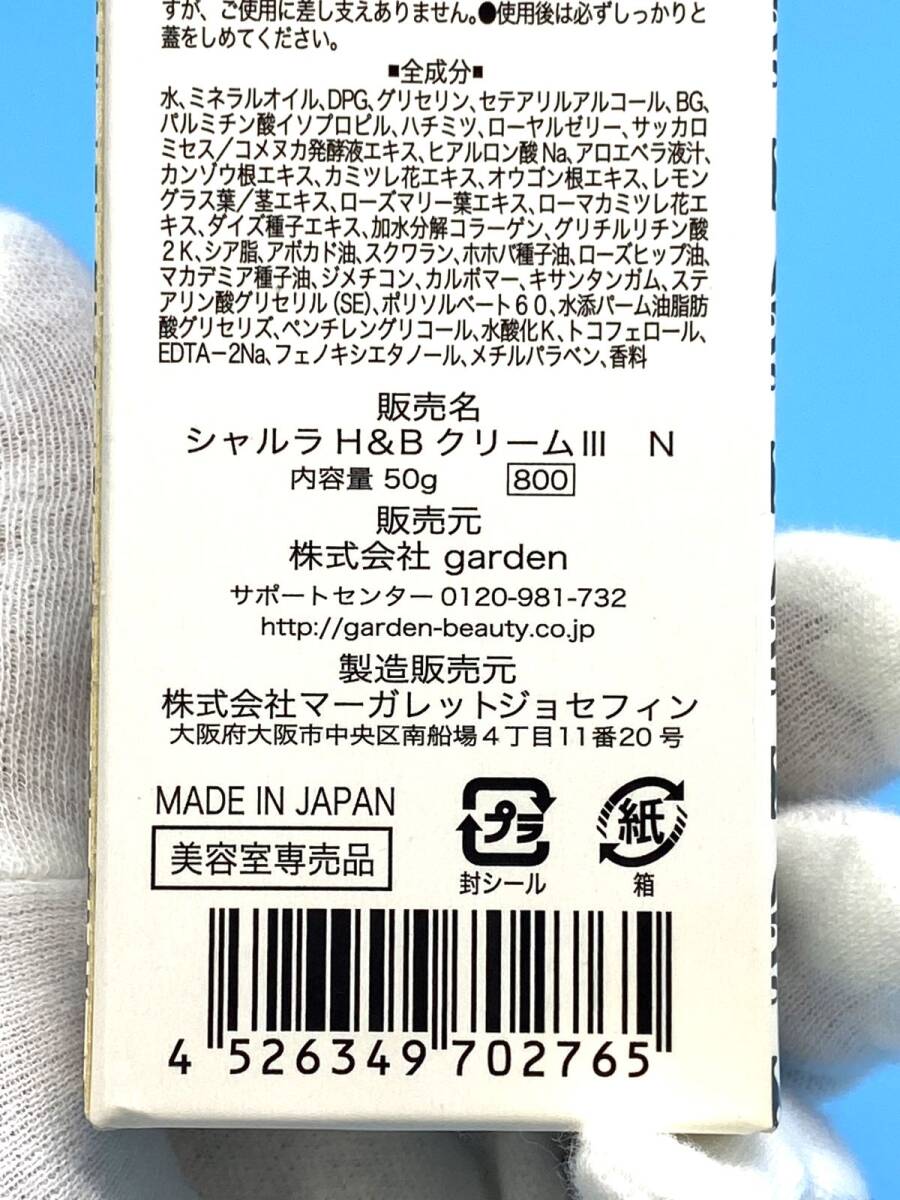 すが、ご使用に差し支えありません。●使用後は必ずしっかりと
蓋をしめてください。
■全成分■
水、ミネラルオイル、DPG、グリセリン、セテアリルアルコール、BG、
パルミチン酸イソプロピル、ハチミツ、ローヤルゼリー、サッカロ
ミセス／コメヌカ発酵液エキス、ヒアルロン酸Na、アロエベラ液汁、
カンゾウ根エキス、カミツレ花エキス、オウゴン根エキス、レモン
グラス葉／茎エキス、ローズマリー葉エキス、ローマカミツレ花エ
キス、ダイズ種子エキス、加水分解コラーゲン、グリチルリチン酸
２K、シア脂、アボカド油、スクワラン、ホホバ種子油、ローズヒップ油、
マカデミア種子油、ジメチコン、カルボマー、キサンタンガム、ステ
アリン酸グリセリル(SE)、ポリソルベート６０、水添パーム油脂肪
酸グリセリズ、ペンチレングリコール、水酸化K、トコフェロール、
EDTA－2Na、フェノキシエタノール、メチルパラベン、香料
販売名
シャルラ H&B クリームⅢ　N
内容量 50g 800
販売元
株式会社 garden
サポートセンター 0120-981-732
http://garden-beauty.co.jp
製造販売元
株式会社マーガレットジョセフィン
大阪府大阪市中央区南船場４丁目11番20号
MADE IN JAPAN
美容室専売品
プラ
封シール
紙
箱
4 526349 702765